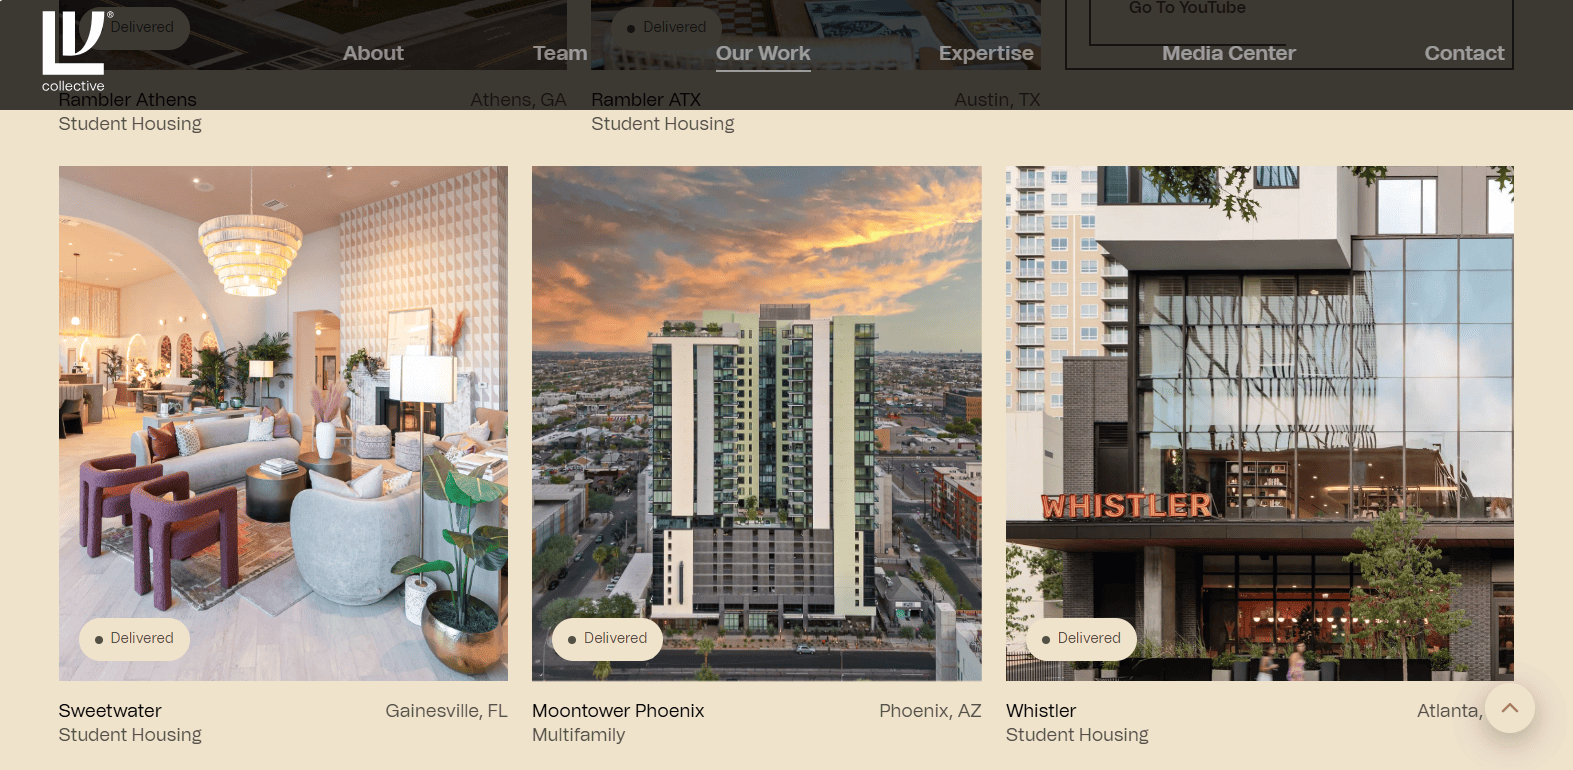 Delivered
Delivered
Go To YouTube
LV®
collective
About
Team
Our Work
Expertise
Media Center
Contact
Rambler Athens
Athens, GA
Rambler ATX
Austin, TX
Student Housing
Student Housing
WHISTLER
Delivered
Delivered
Delivered
Sweetwater
Gainesville, FL
Moontower Phoenix
Phoenix, AZ
Whistler
Atlanta,
Student Housing
Multifamily
Student Housing